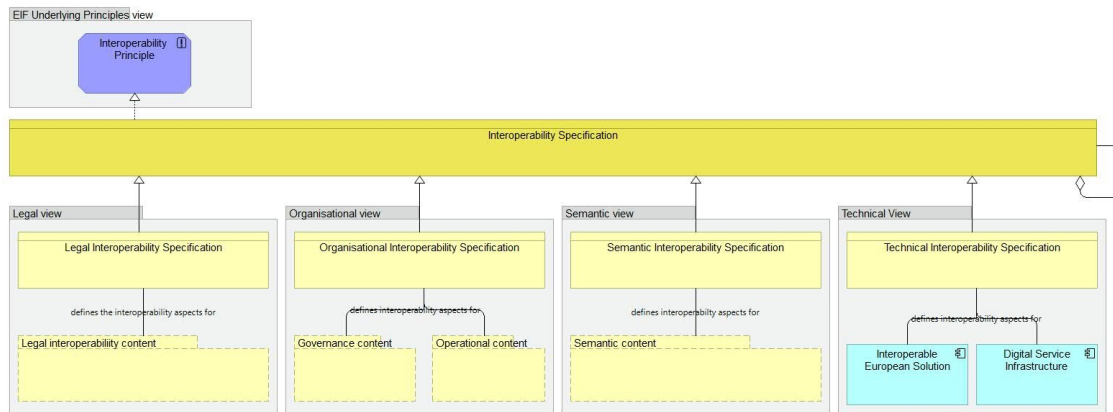 EIF Underlying Principles view
Interoperability
Principle
Interoperability Specification
Legal view
Organisational view
Semantic view
Technical View
Legal Interoperability Specification
Organisational Interoperability Specification
Semantic Interoperability Specification
Technical Interoperability Specification
defines the interoperability aspects for
defines interoperability aspects for
defines interoperabilty aspects for
defines interoperability aspects for
Legal interoperability content
Governance content
Operational content
Semantic content
Interoperable
European Solution
Digital Service
Infrastructure